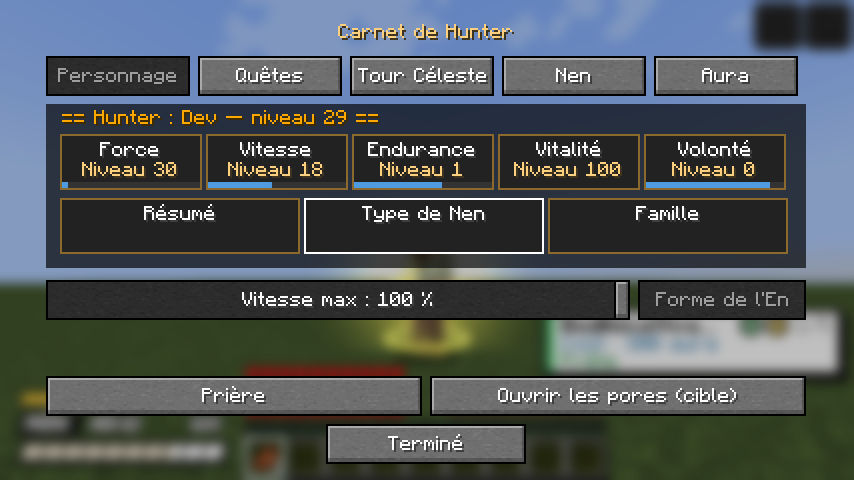 Carnet de Hunter
Personnage
Quêtes
Tour Céleste
Nen
Aura
== Hunter : Dev — niveau 29 ==
Force
Niveau 30
Vitesse
Niveau 18
Endurance
Niveau 1
Vitalité
Niveau 100
Volonté
Niveau 0
Résumé
Type de Nen
Famille
Vitesse max : 100 %
Forme de l'En
Prière
Ouvrir les pores (cible)
Terminé